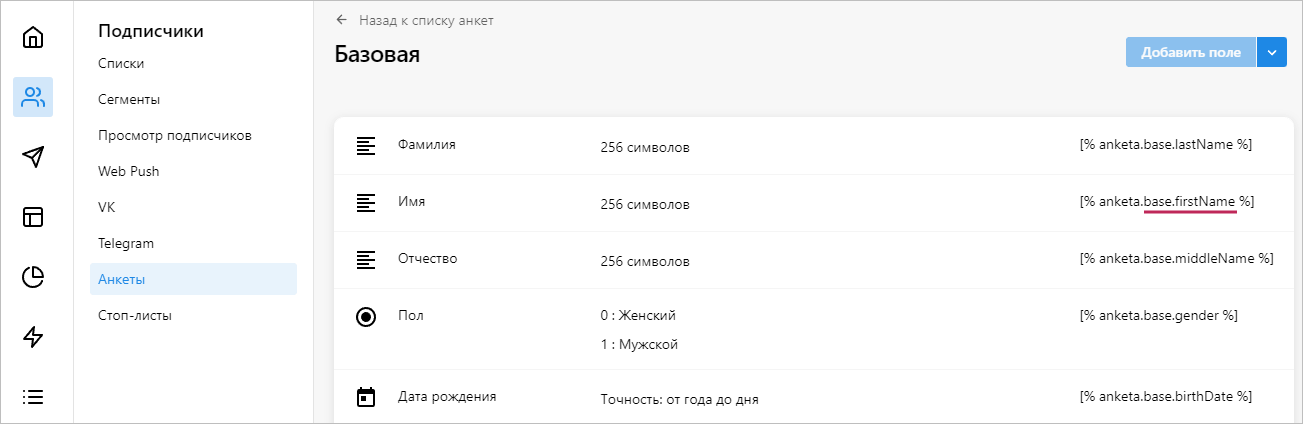 Подписчики
Списки
Сегменты
Просмотр подписчиков
Web Push
VK
Telegram
Анкеты
Стоп-листы
Назад к списку анкет
Базовая
Добавить поле
Фамилия 256 символов [% anketa.base.lastName %]
Имя 256 символов [% anketa.base.firstName %]
Отчество 256 символов [% anketa.base.middleName %]
Пол 0 : Женский [% anketa.base.gender %]
1 : Мужской
Дата рождения Точность: от года до дня [% anketa.base.birthDate %]